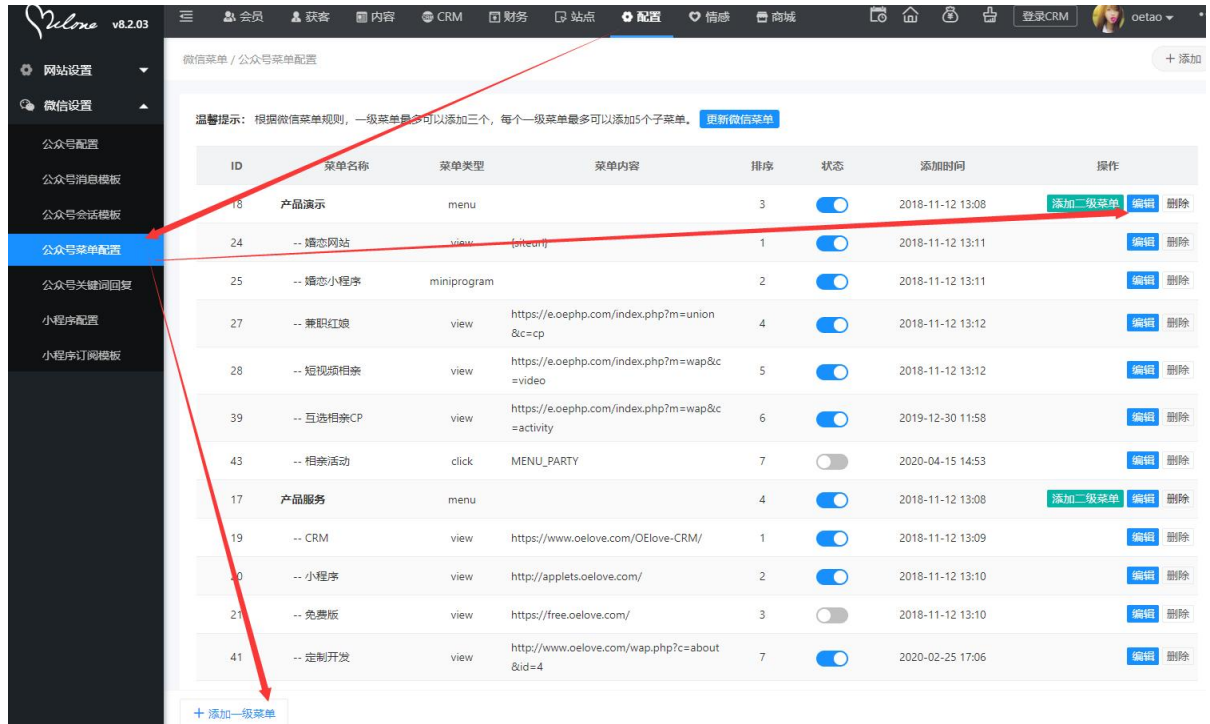 OElove v8.2.03
会员 获客 内容 CRM 财务 站点 配置 情感 商城 登录CRM oetao
网站设置
微信设置
公众号配置
公众号消息模板
公众号会话模板
公众号菜单配置
公众号关键词回复
小程序配置
小程序订阅模板
微信菜单 / 公众号菜单配置 + 添加
温馨提示: 根据微信菜单规则,一级菜单最多可以添加三个,每个一级菜单最多可以添加5个子菜单。 更新微信菜单
ID 菜单名称 菜单类型 菜单内容 排序 状态 添加时间 操作
18 产品演示 menu 3 2018-11-12 13:08 添加二级菜单 编辑 删除
24 -- 婚恋网站 view {siteurl} 1 2018-11-12 13:11 编辑 删除
25 -- 婚恋小程序 miniprogram 2 2018-11-12 13:11 编辑 删除
27 -- 兼职红娘 view https://e.oephp.com/index.php?m=union 4 2018-11-12 13:12 编辑 删除
&c=cp
28 -- 短视频相亲 view https://e.oephp.com/index.php?m=wap&c 5 2018-11-12 13:12 编辑 删除
=video
39 -- 互选相亲CP view https://e.oephp.com/index.php?m=wap&c 6 2019-12-30 11:58 编辑 删除
=activity
43 -- 相亲活动 click MENU_PARTY 7 2020-04-15 14:53 编辑 删除
17 产品服务 menu 4 2018-11-12 13:08 添加二级菜单 编辑 删除
19 -- CRM view https://www.oelove.com/OElove-CRM/ 1 2018-11-12 13:09 编辑 删除
20 -- 小程序 view http://applets.oelove.com/ 2 2018-11-12 13:10 编辑 删除
21 -- 免费版 view https://free.oelove.com/ 3 2018-11-12 13:10 编辑 删除
41 -- 定制开发 view http://www.oelove.com/wap.php?c=about 7 2020-02-25 17:06 编辑 删除
&id=4
+ 添加一级菜单